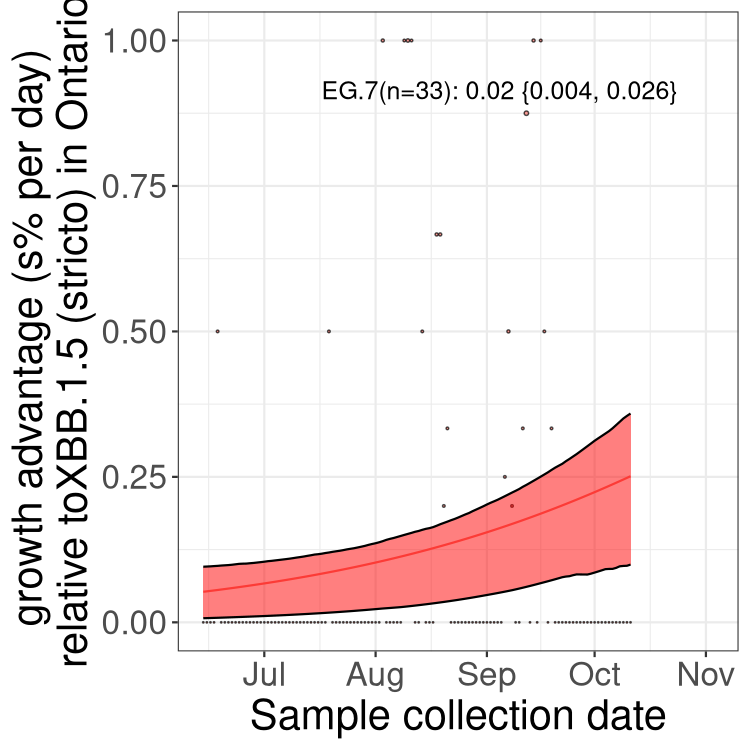 growth advantage (s% per day)
relative toXBB.1.5 (stricto) in Ontario
1.00
0.75
0.50
0.25
0.00
EG.7(n=33): 0.02 {0.004, 0.026}
Jul Aug Sep Oct Nov
Sample collection date